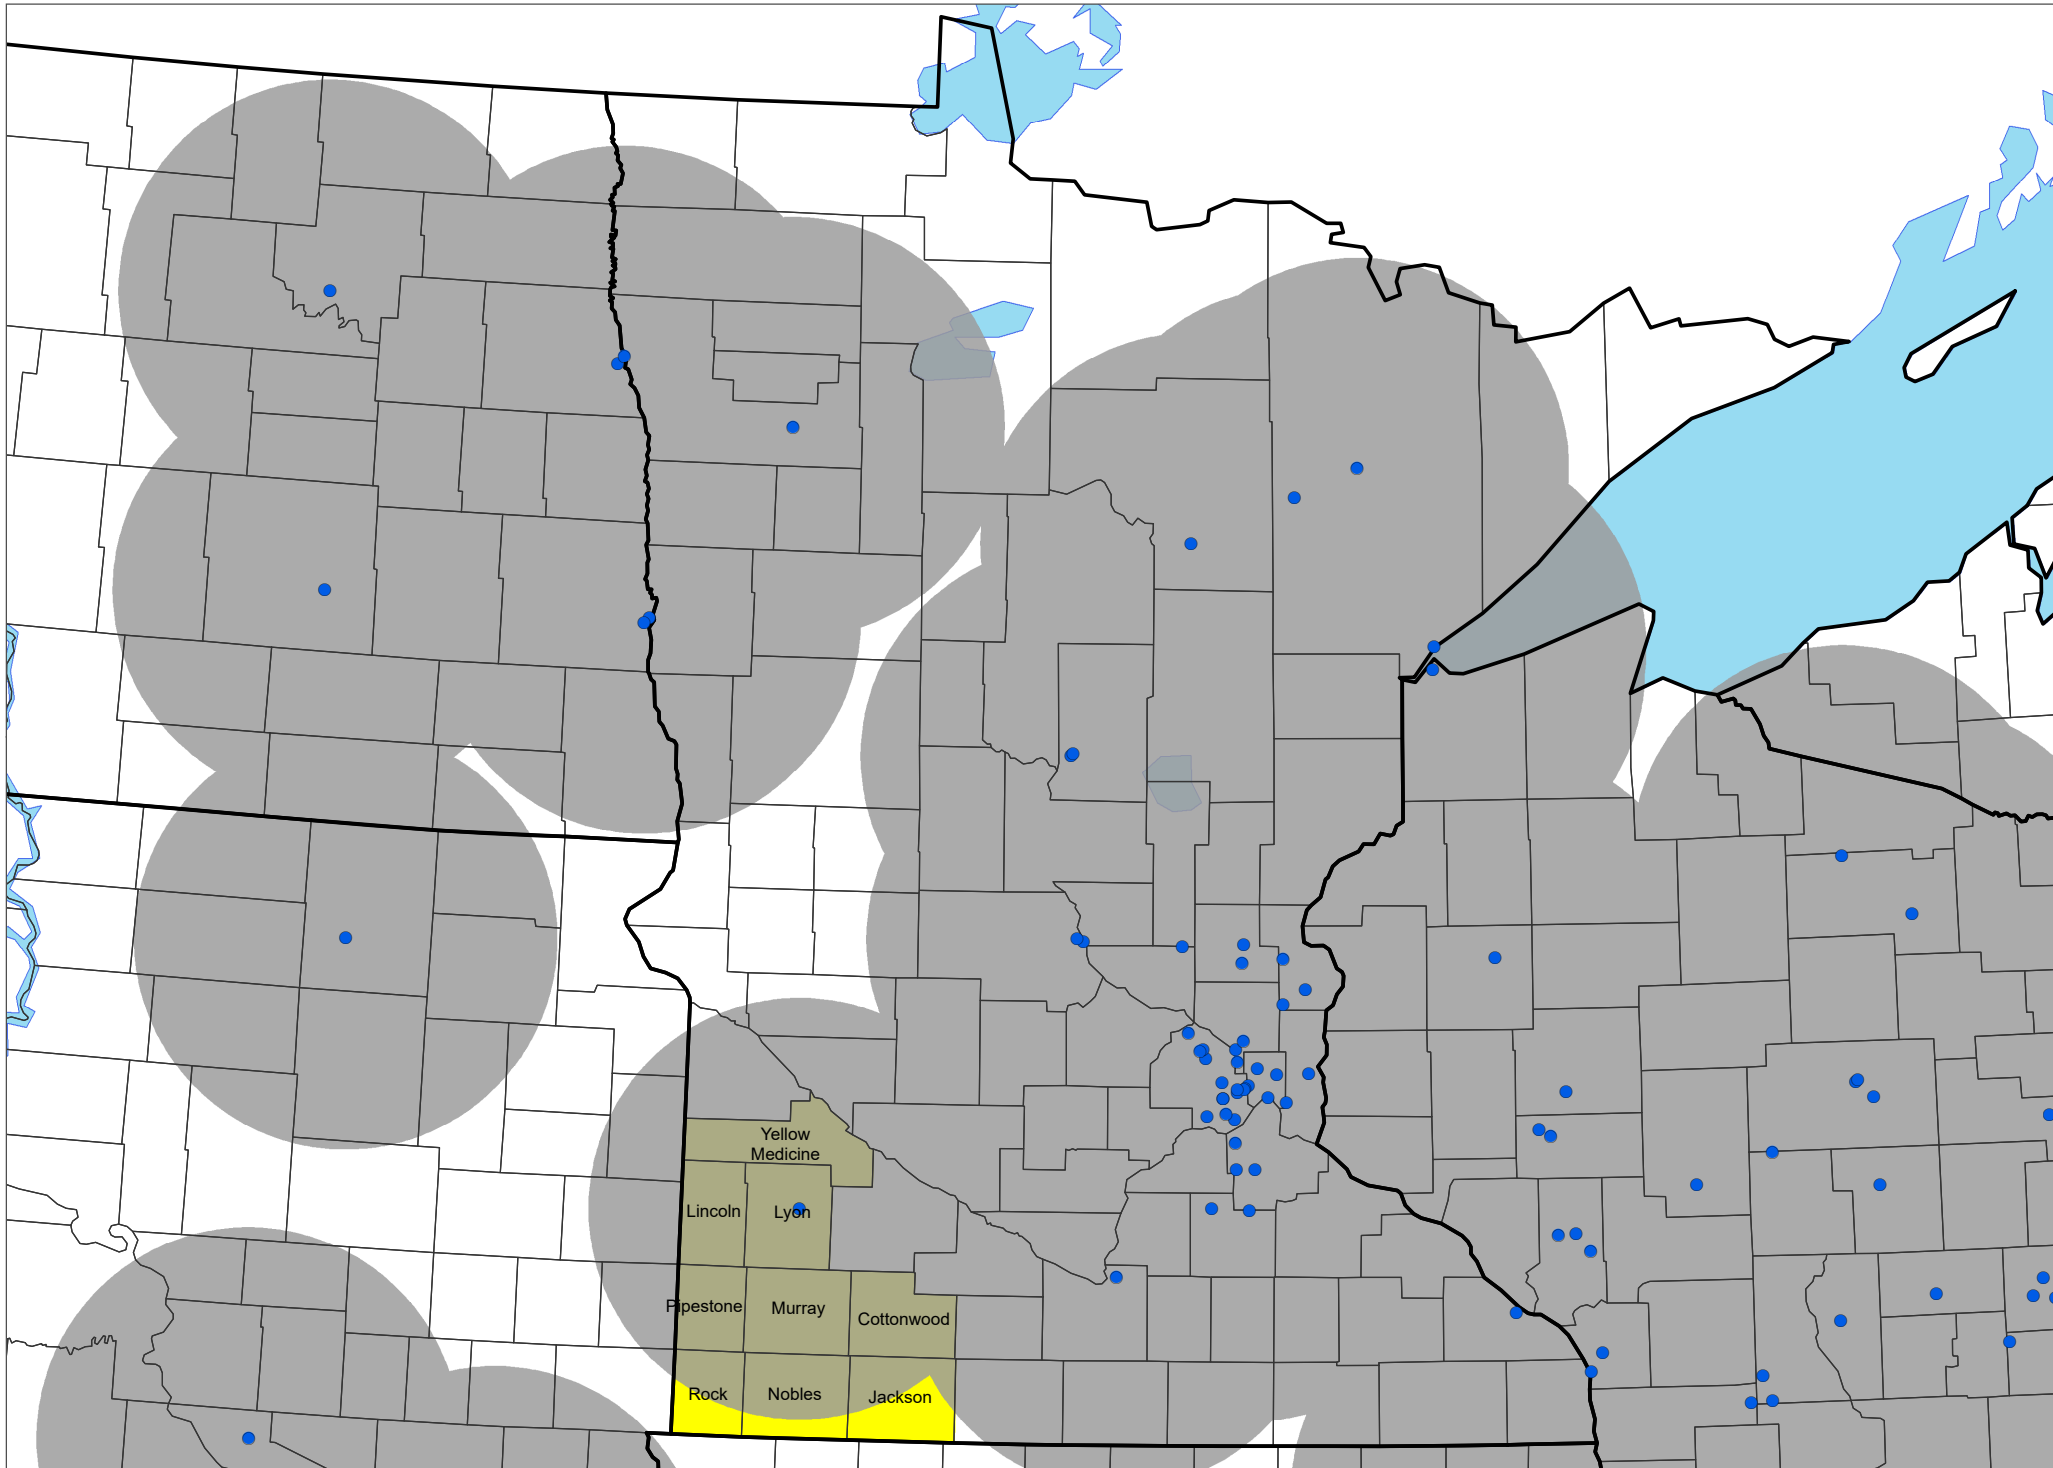 Yellow
Medicine
Lincoln
Lyon
Pipestone
Murray
Cottonwood
Rock
Nobles
Jackson